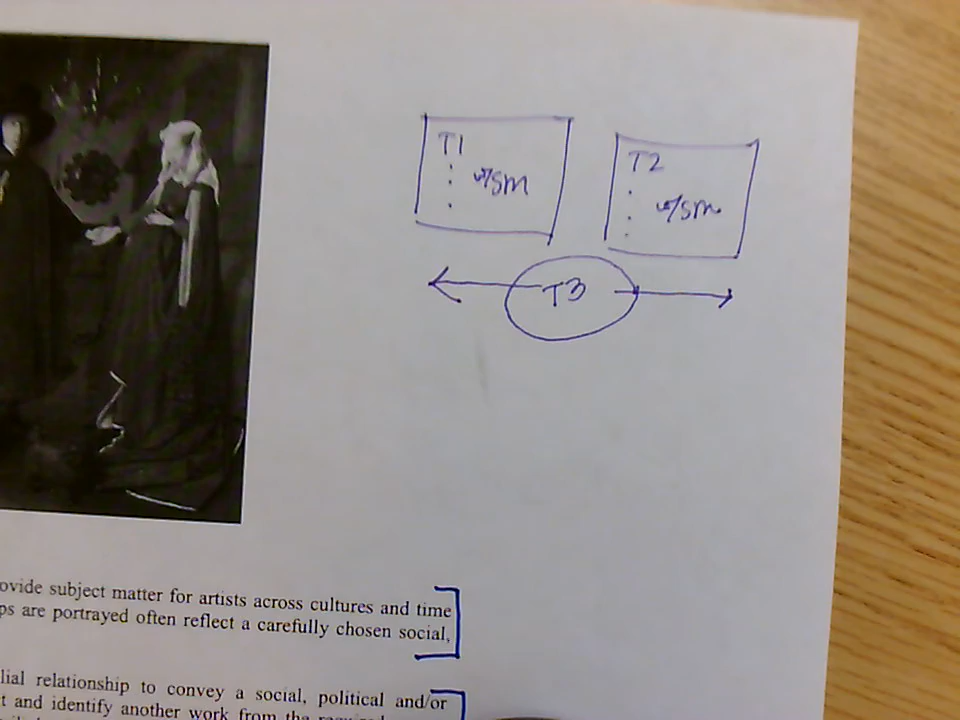 T1
w/sm
T2
w/sm
T3
ovide subject matter for artists across cultures and time
ps are portrayed often reflect a carefully chosen social,
lial relationship to convey a social, political and/or
t and identify another work from the